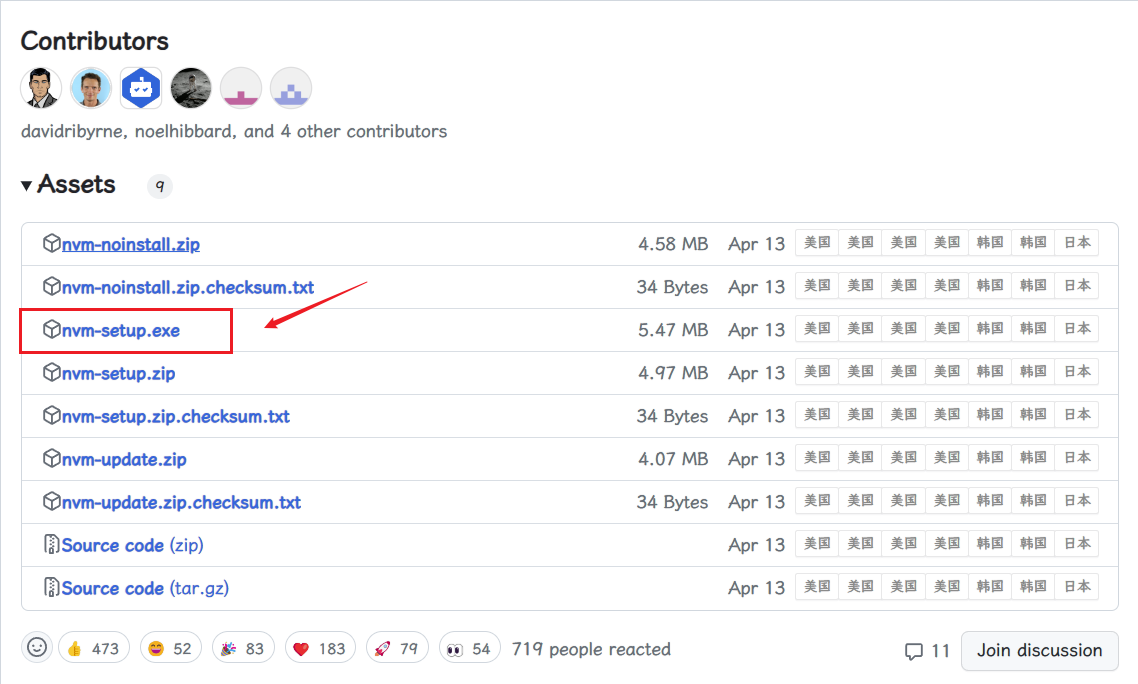 Contributors
davidribyrne, noelhibbard, and 4 other contributors
Assets 9
nvm-noinstall.zip 4.58 MB Apr 13 美国 美国 美国 美国 韩国 韩国 日本
nvm-noinstall.zip.checksum.txt 34 Bytes Apr 13 美国 美国 美国 美国 韩国 韩国 日本
nvm-setup.exe 5.47 MB Apr 13 美国 美国 美国 美国 韩国 韩国 日本
nvm-setup.zip 4.97 MB Apr 13 美国 美国 美国 美国 韩国 韩国 日本
nvm-setup.zip.checksum.txt 34 Bytes Apr 13 美国 美国 美国 美国 韩国 韩国 日本
nvm-update.zip 4.07 MB Apr 13 美国 美国 美国 美国 韩国 韩国 日本
nvm-update.zip.checksum.txt 34 Bytes Apr 13 美国 美国 美国 美国 韩国 韩国 日本
Source code (zip) Apr 13 美国 美国 美国 美国 韩国 韩国 日本
Source code (tar.gz) Apr 13 美国 美国 美国 美国 韩国 韩国 日本
473 52 83 183 79 54 719 people reacted 11 Join discussion